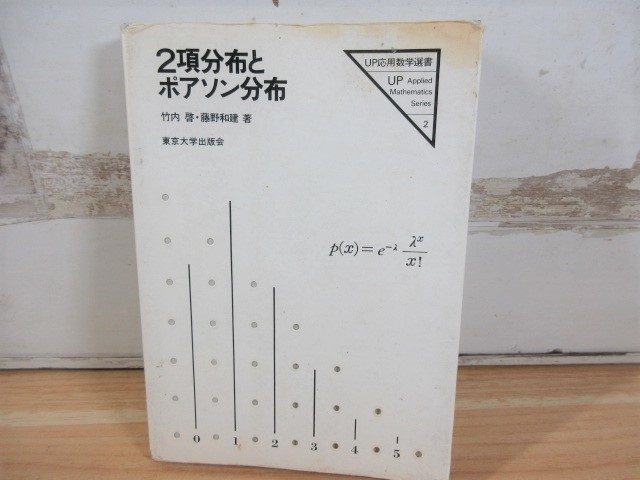 2項分布と
ポアソン分布
竹内 啓・藤野和建 著
東京大学出版会
UP応用数学選書
UP Applied
Mathematics
Series
2
p(x)=e^{-λ} \frac{λ^x}{x!}
0 1 2 3 4 5